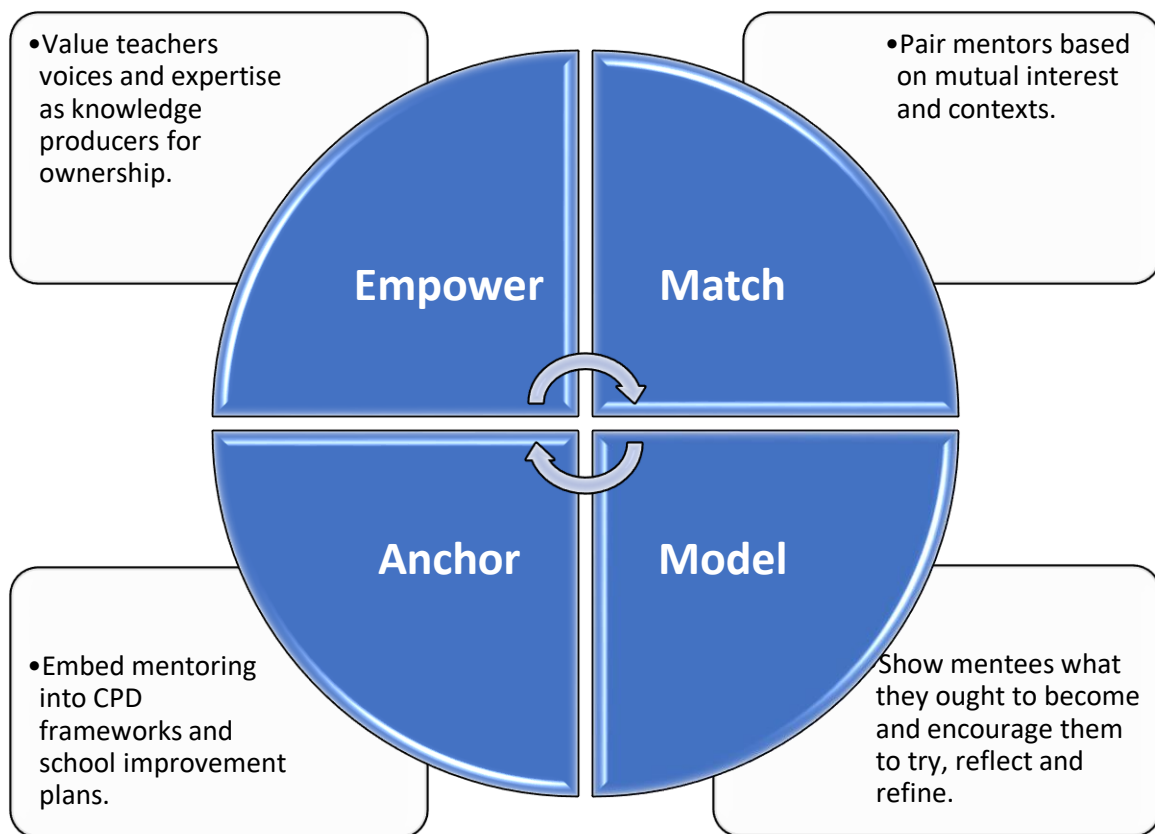 •Value teachers
voices and expertise
as knowledge
producers for
ownership.
•Pair mentors based
on mutual interest
and contexts.
Empower
Match
Anchor
Model
•Embed mentoring
into CPD
frameworks and
school improvement
plans.
Show mentees what
they ought to become
and encourage them
to try, reflect and
refine.